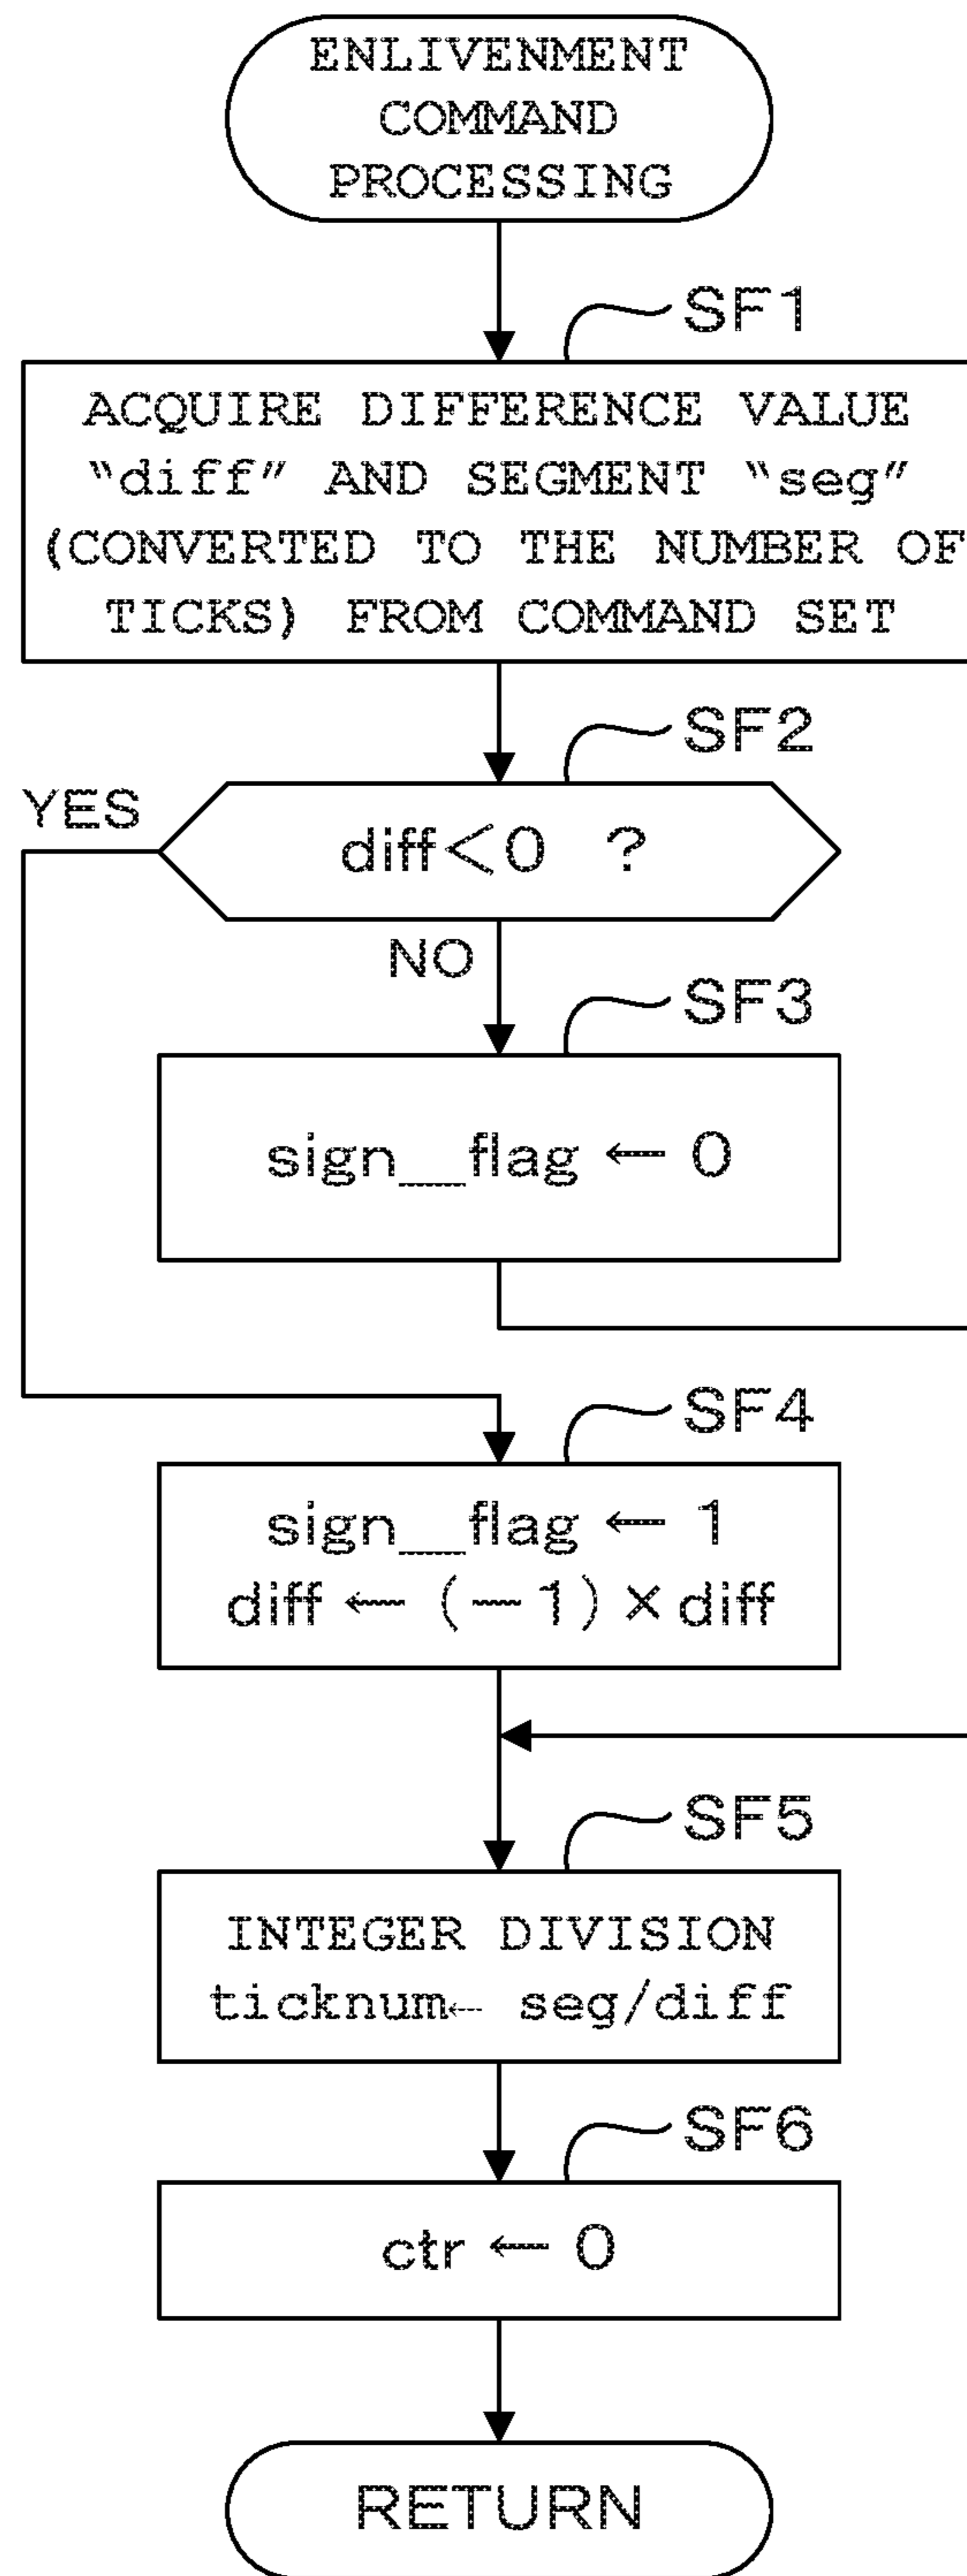 ENLIVENMENT
COMMAND
PROCESSING
SF1
ACQUIRE DIFFERENCE VALUE
“diff” AND SEGMENT “seg”
(CONVERTED TO THE NUMBER OF
TICKS) FROM COMMAND SET
SF2
YES
diff<0 ?
NO
SF3
sign__flag ← 0
SF4
sign__flag ← 1
diff ← (−1)×diff
SF5
INTEGER DIVISION
ticknum← seg/diff
SF6
ctr ← 0
RETURN